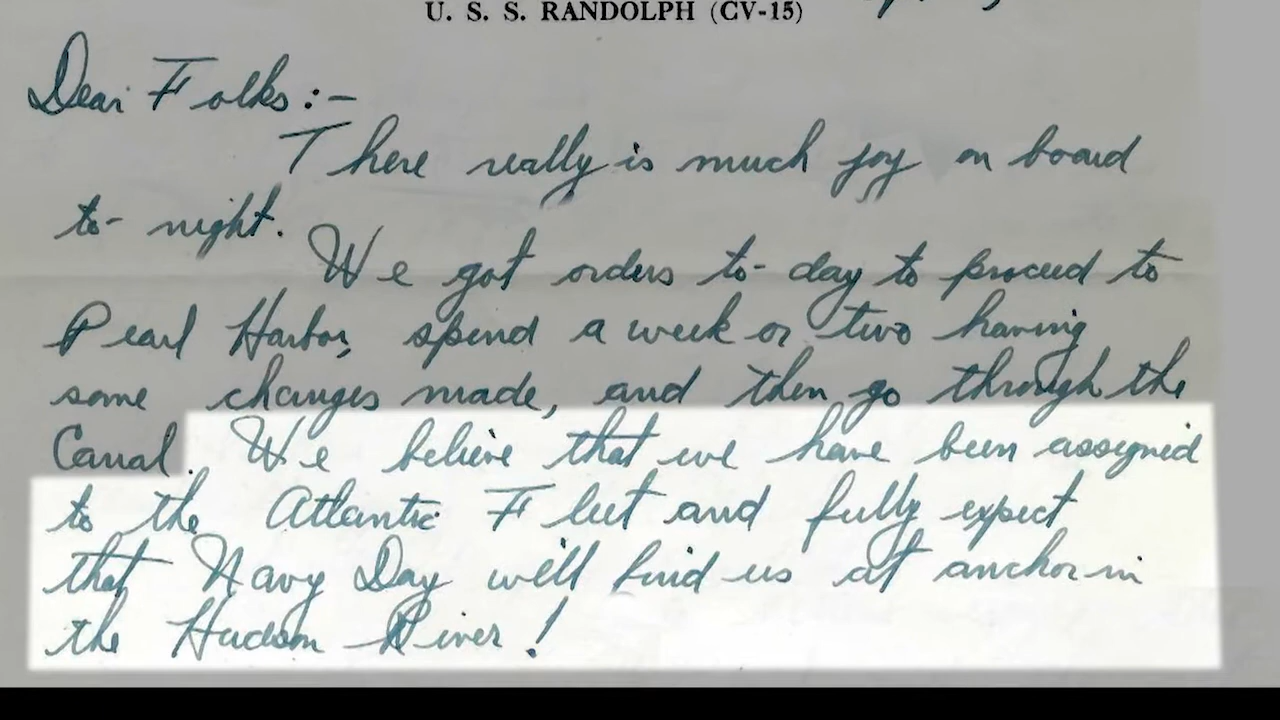 U. S. S. RANDOLPH (CV-15)
Dear Folks:-
There really is much joy on board
to-night.
We got orders to-day to proceed to
Pearl Harbor, spend a week or two having
some changes made, and then go through the
Canal. We believe that we have been assigned
to the Atlantic Fleet and fully expect
that Navy Day will find us at anchor in
the Hudson River!